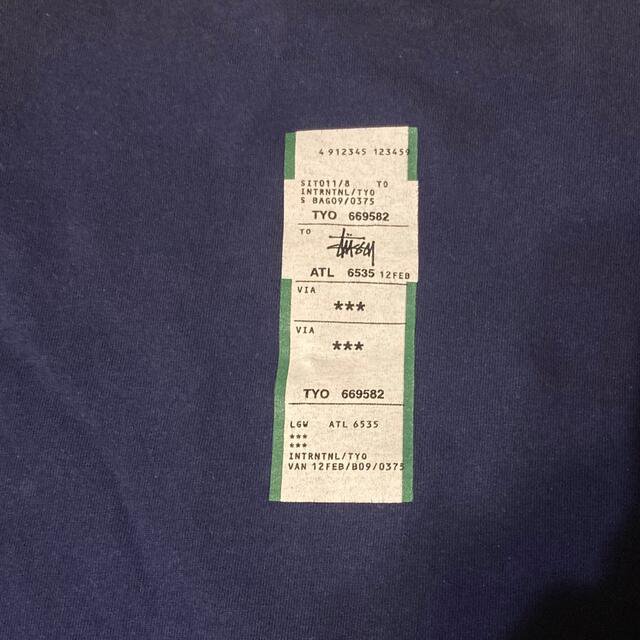 4 912345 123459
SIT011/8 TO
INTRNTNL/TYO
S BAG09/0375
TYO 669582
TO
Stüssy
ATL 6535 12FEB
VIA
***
VIA
***
TYO 669582
LGW ATL 6535
***
***
INTRNTNL/TYO
VAN 12FEB/B09/0375